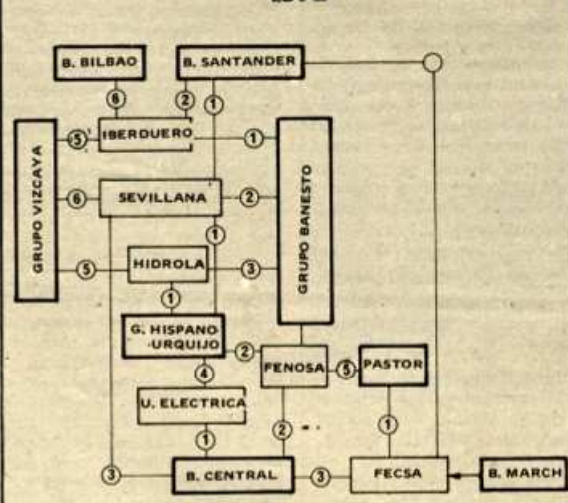 B. BILBAO
B. SANTANDER
6
2
1
5
IBERDUERO
1
GRUPO VIZCAYA
GRUPO BANESTO
6
SEVILLANA
2
1
5
HIDROLA
3
1
G. HISPANO
-URQUIJO
2
FENOSA
5
PASTOR
4
U. ELECTRICA
2
1
1
3
B. CENTRAL
3
FECSA
B. MARCH